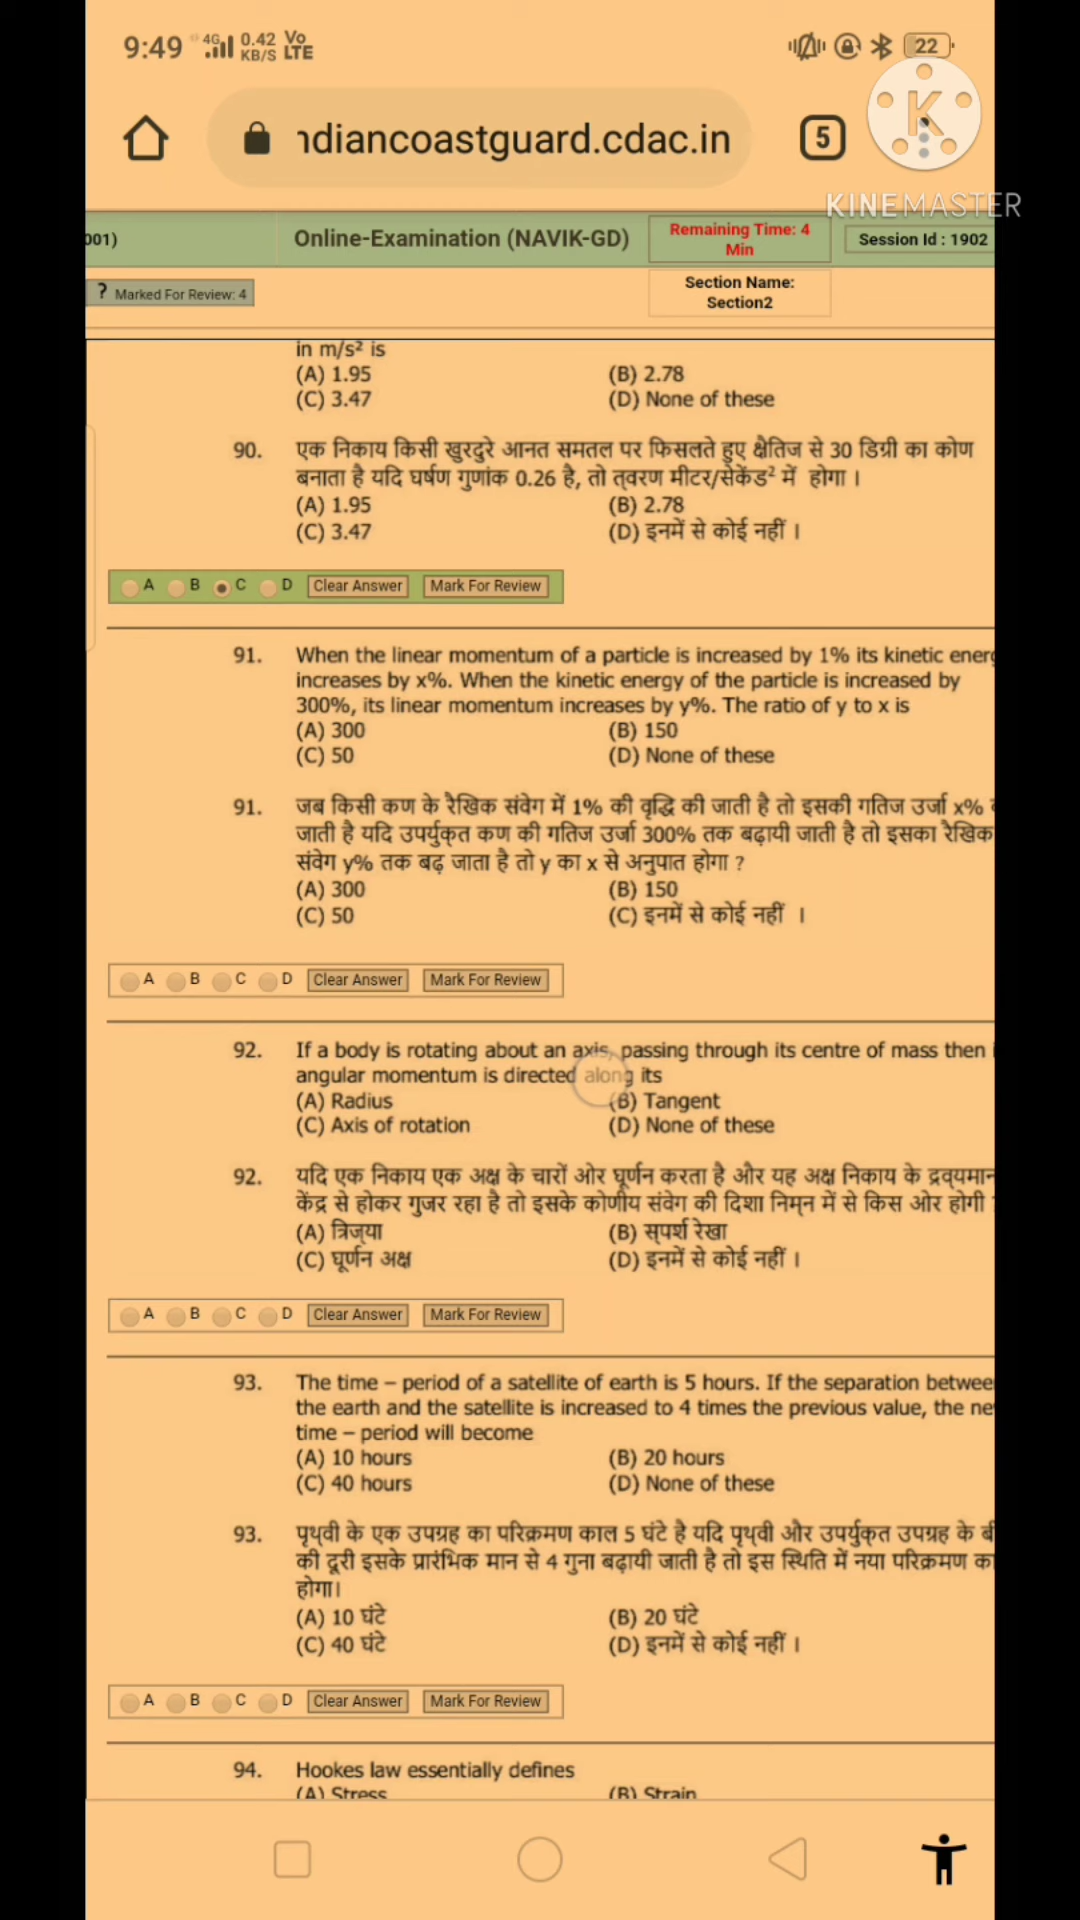 9:49 4G 0.42 KB/S Vo LTE 22
ndiancoastguard.cdac.in 5
K
KINEMASTER
001) Online-Examination (NAVIK-GD) Remaining Time: 4 Min Session Id : 1902
? Marked For Review: 4 Section Name: Section2
in m/s² is
(A) 1.95 (B) 2.78
(C) 3.47 (D) None of these
90. एक निकाय किसी खुरदुरे आनत समतल पर फिसलते हुए क्षैतिज से 30 डिग्री का कोण
बनाता है यदि घर्षण गुणांक 0.26 है, तो त्वरण मीटर/सेकेंड² में होगा ।
(A) 1.95 (B) 2.78
(C) 3.47 (D) इनमें से कोई नहीं ।
A B C D Clear Answer Mark For Review
91. When the linear momentum of a particle is increased by 1% its kinetic energ
increases by x%. When the kinetic energy of the particle is increased by
300%, its linear momentum increases by y%. The ratio of y to x is
(A) 300 (B) 150
(C) 50 (D) None of these
91. जब किसी कण के रैखिक संवेग में 1% की वृद्धि की जाती है तो इसकी गतिज उर्जा x%
जाती है यदि उपर्युक्त कण की गतिज उर्जा 300% तक बढ़ायी जाती है तो इसका रैखिक
संवेग y% तक बढ़ जाता है तो y का x से अनुपात होगा ?
(A) 300 (B) 150
(C) 50 (C) इनमें से कोई नहीं ।
A B C D Clear Answer Mark For Review
92. If a body is rotating about an axis, passing through its centre of mass then
angular momentum is directed along its
(A) Radius (B) Tangent
(C) Axis of rotation (D) None of these
92. यदि एक निकाय एक अक्ष के चारों ओर घूर्णन करता है और यह अक्ष निकाय के द्रव्यमान
केंद्र से होकर गुजर रहा है तो इसके कोणीय संवेग की दिशा निम्न में से किस ओर होगी
(A) त्रिज्या (B) स्पर्श रेखा
(C) घूर्णन अक्ष (D) इनमें से कोई नहीं ।
A B C D Clear Answer Mark For Review
93. The time – period of a satellite of earth is 5 hours. If the separation betwee
the earth and the satellite is increased to 4 times the previous value, the ne
time – period will become
(A) 10 hours (B) 20 hours
(C) 40 hours (D) None of these
93. पृथ्वी के एक उपग्रह का परिक्रमण काल 5 घंटे है यदि पृथ्वी और उपर्युक्त उपग्रह के बी
की दूरी इसके प्रारंभिक मान से 4 गुना बढ़ायी जाती है तो इस स्थिति में नया परिक्रमण का
होगा।
(A) 10 घंटे (B) 20 घंटे
(C) 40 घंटे (D) इनमें से कोई नहीं ।
A B C D Clear Answer Mark For Review
94. Hookes law essentially defines
(A) Stress (B) Strain